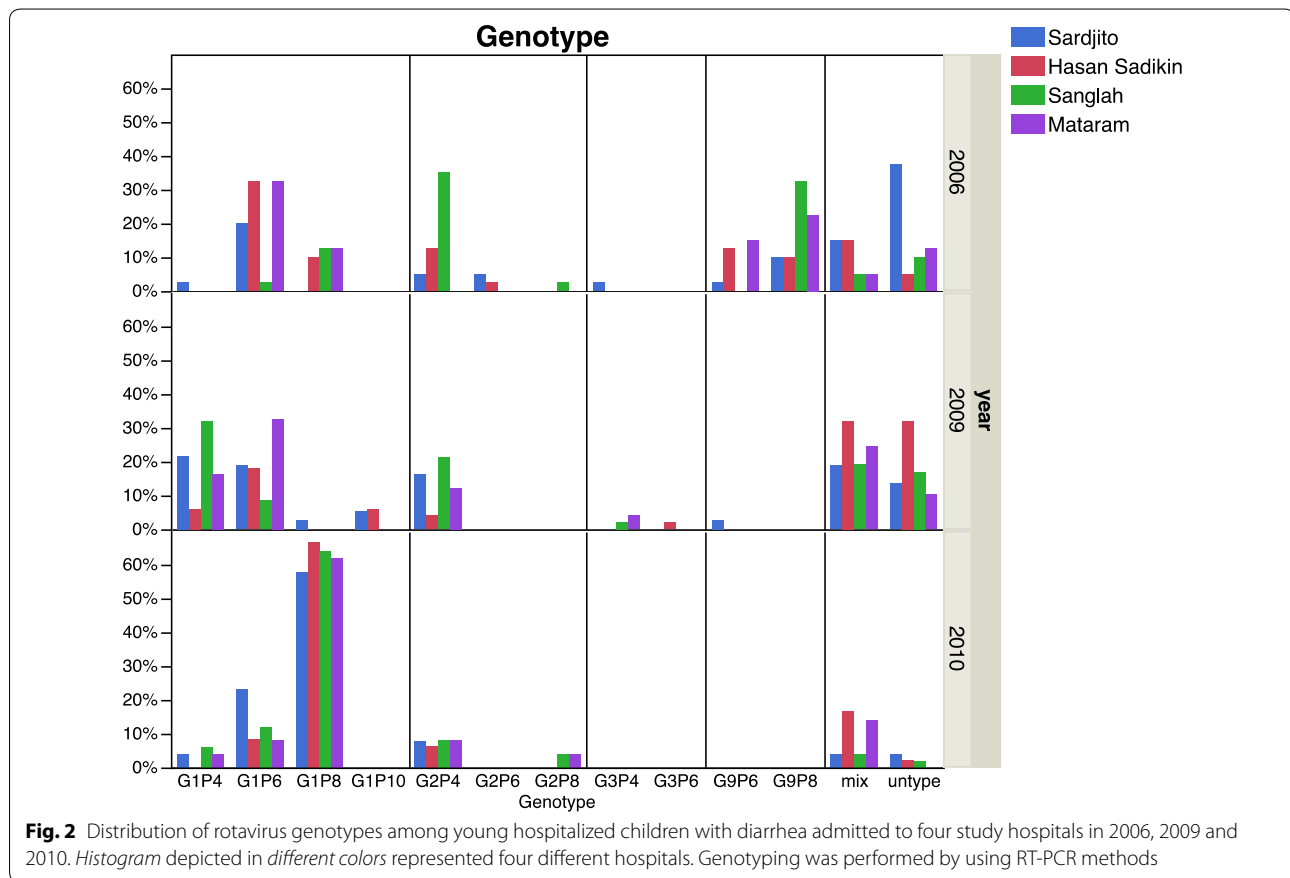 Genotype
Sardjito
Hasan Sadikin
Sanglah
Mataram
60%
50%
40%
30%
20%
10%
0%
2006
60%
50%
40%
30%
20%
10%
0%
2009
year
60%
50%
40%
30%
20%
10%
0%
2010
G1P4 G1P6 G1P8 G1P10 G2P4 G2P6 G2P8 G3P4 G3P6 G9P6 G9P8 mix untype
Genotype
Fig. 2 Distribution of rotavirus genotypes among young hospitalized children with diarrhea admitted to four study hospitals in 2006, 2009 and
2010. Histogram depicted in different colors represented four different hospitals. Genotyping was performed by using RT-PCR methods